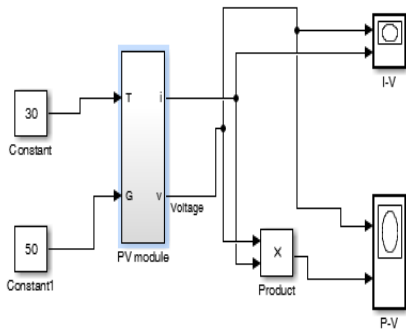 I-V
30
T
i
Constant
G
v
Voltage
50
PV module
×
Constant1
Product
P-V